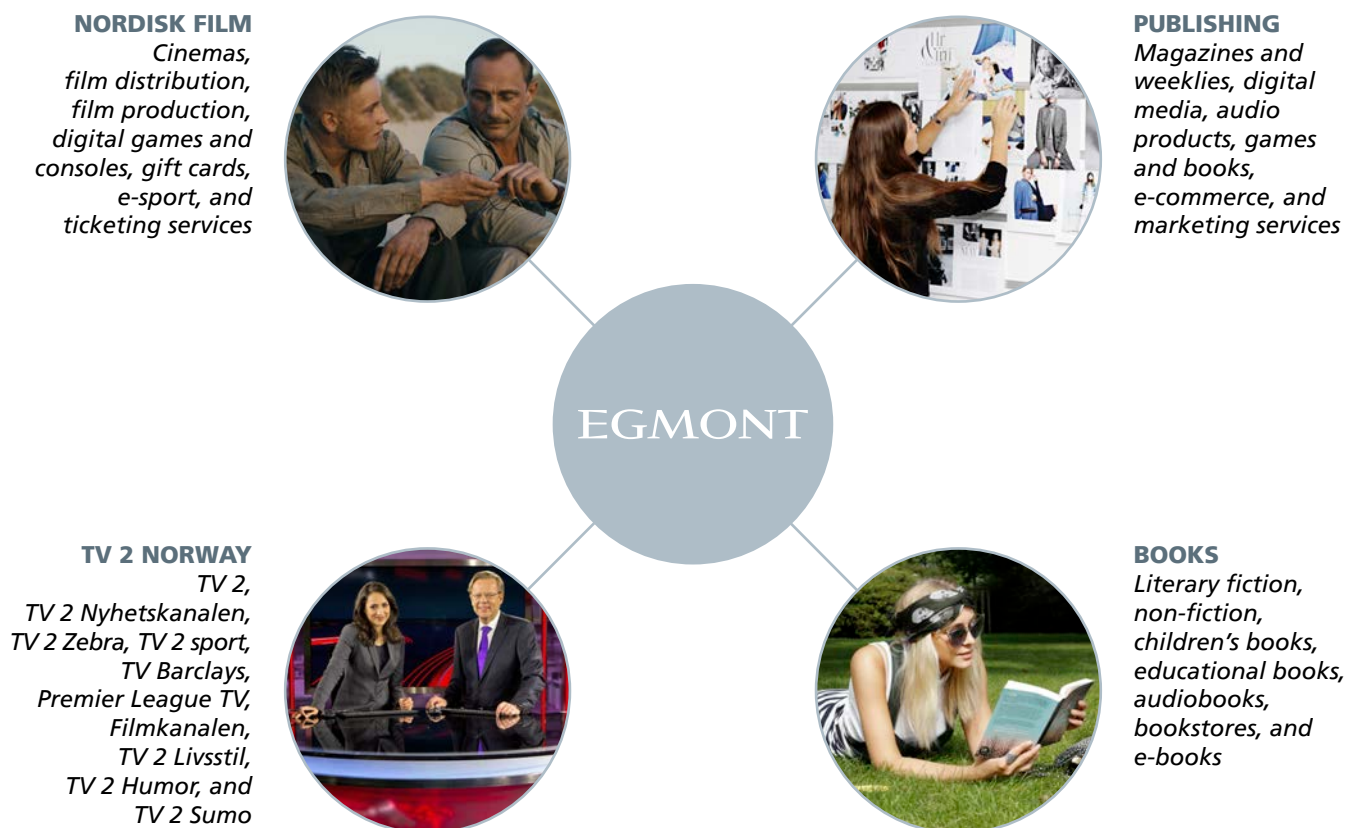 NORDISK FILM
Cinemas,
film distribution,
film production,
digital games and
consoles, gift cards,
e-sport, and
ticketing services
PUBLISHING
Magazines and
weeklies, digital
media, audio
products, games
and books,
e-commerce, and
marketing services
EGMONT
TV 2 NORWAY
TV 2,
TV 2 Nyhetskanalen,
TV 2 Zebra, TV 2 sport,
TV Barclays,
Premier League TV,
Filmkanalen,
TV 2 Livsstil,
TV 2 Humor, and
TV 2 Sumo
BOOKS
Literary fiction,
non-fiction,
children’s books,
educational books,
audiobooks,
bookstores, and
e-books